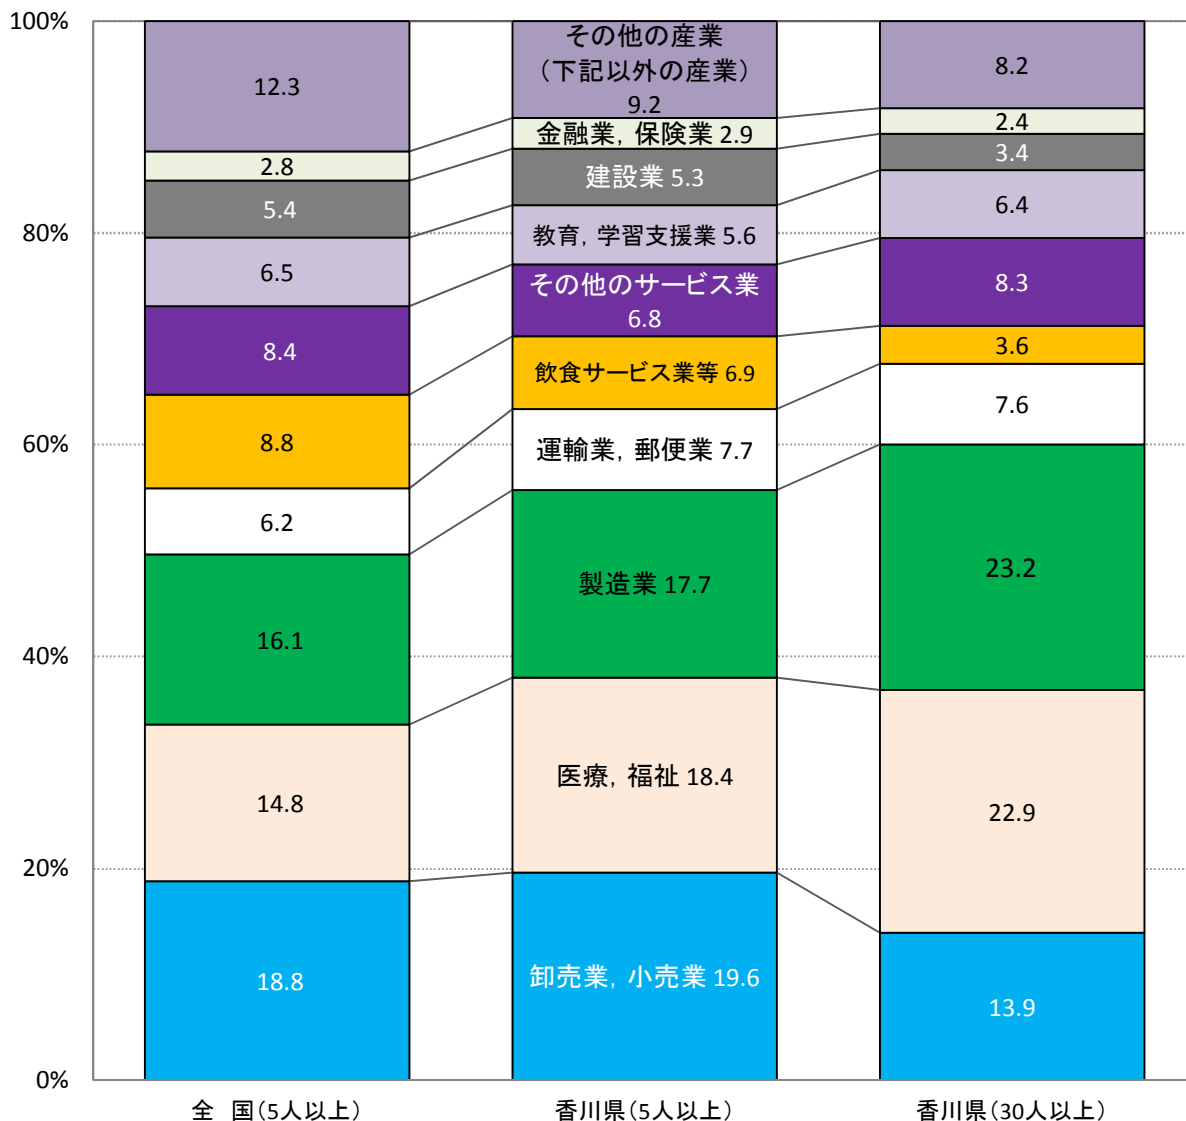 100%
80%
60%
40%
20%
0%
12.3
2.8
5.4
6.5
8.4
8.8
6.2
16.1
14.8
18.8
その他の産業
（下記以外の産業）
9.2
金融業，保険業 2.9
建設業 5.3
教育，学習支援業 5.6
その他のサービス業
6.8
飲食サービス業等 6.9
運輸業，郵便業 7.7
製造業 17.7
医療，福祉 18.4
卸売業，小売業 19.6
8.2
2.4
3.4
6.4
8.3
3.6
7.6
23.2
22.9
13.9
全　国（5人以上）
香川県（5人以上）
香川県（30人以上）